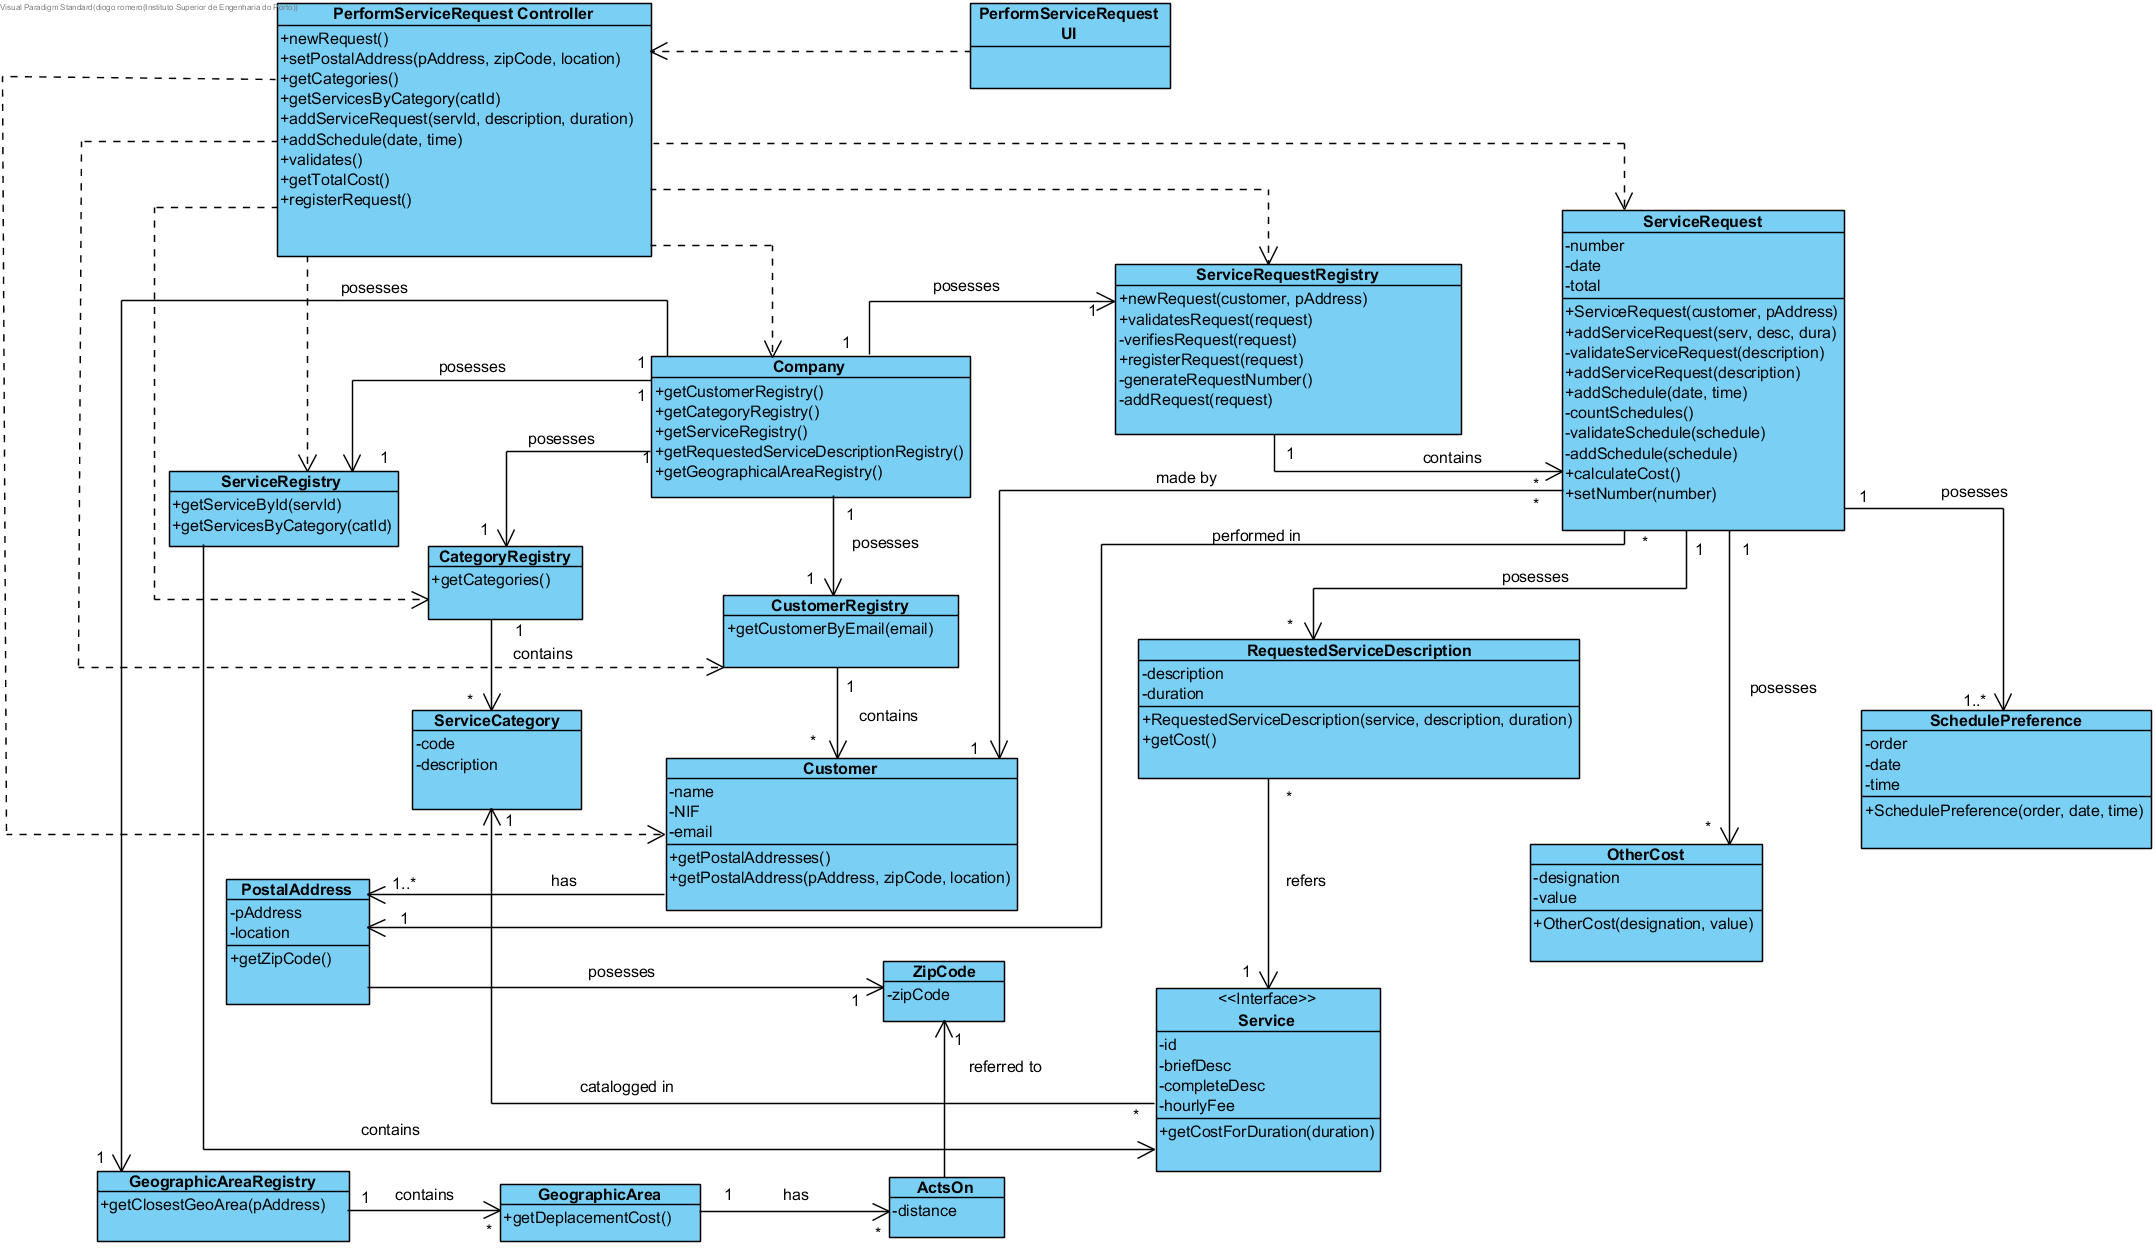 Visual Paradigm Standard(diogo romero(Instituto Superior de Engenharia do Porto))
PerformServiceRequest Controller
+newRequest()
+setPostalAddress(pAddress, zipCode, location)
+getCategories()
+getServicesByCategory(catId)
+addServiceRequest(servId, description, duration)
+addSchedule(date, time)
+validates()
+getTotalCost()
+registerRequest()
PerformServiceRequest
UI
ServiceRequest
-number
-date
-total
+ServiceRequest(customer, pAddress)
+addServiceRequest(serv, desc, dura)
-validateServiceRequest(description)
+addServiceRequest(description)
+addSchedule(date, time)
-countSchedules()
-validateSchedule(schedule)
-addSchedule(schedule)
+calculateCost()
+setNumber(number)
ServiceRequestRegistry
+newRequest(customer, pAddress)
+validatesRequest(request)
-verifiesRequest(request)
+registerRequest(request)
-generateRequestNumber()
-addRequest(request)
posesses
1
1
posesses
1
1
Company
+getCustomerRegistry()
+getCategoryRegistry()
+getServiceRegistry()
+getRequestedServiceDescriptionRegistry()
+getGeographicalAreaRegistry()
posesses
1
1
posesses
1
1
1
contains
*
made by
*
1
ServiceRegistry
+getServiceById(servId)
+getServicesByCategory(catId)
CategoryRegistry
+getCategories()
1
posesses
1
CustomerRegistry
+getCustomerByEmail(email)
performed in
*
1
1
posesses
*
1
posesses
*
1
posesses
1..*
1
contains
*
1
contains
*
RequestedServiceDescription
-description
-duration
+RequestedServiceDescription(service, description, duration)
+getCost()
SchedulePreference
-order
-date
-time
+SchedulePreference(order, date, time)
ServiceCategory
-code
-description
Customer
-name
-NIF
-email
+getPostalAddresses()
+getPostalAddress(pAddress, zipCode, location)
OtherCost
-designation
-value
+OtherCost(designation, value)
*
refers
1
PostalAddress
-pAddress
-location
+getZipCode()
1..*
has
posesses
1
ZipCode
-zipCode
1
referred to
<<Interface>>
Service
-id
-briefDesc
-completeDesc
-hourlyFee
+getCostForDuration(duration)
1
catalogged in
*
contains
GeographicAreaRegistry
+getClosestGeoArea(pAddress)
1
contains
*
GeographicArea
+getDeplacementCost()
1
has
*
ActsOn
-distance